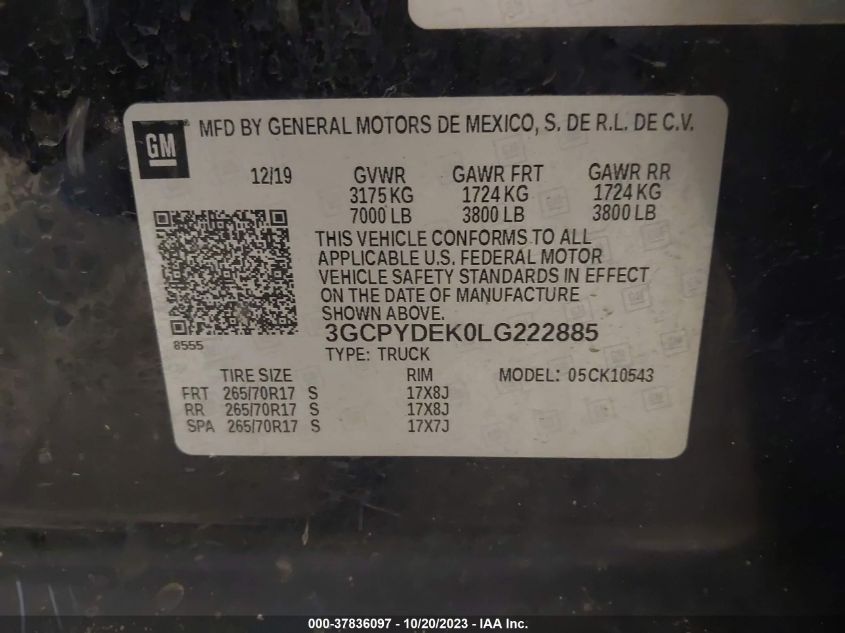 GM
MFD BY GENERAL MOTORS DE MEXICO, S. DE R.L. DE C.V.
12/19 GVWR GAWR FRT GAWR RR
3175 KG 1724 KG 1724 KG
7000 LB 3800 LB 3800 LB
THIS VEHICLE CONFORMS TO ALL
APPLICABLE U.S. FEDERAL MOTOR
VEHICLE SAFETY STANDARDS IN EFFECT
ON THE DATE OF MANUFACTURE
SHOWN ABOVE.
8555
3GCPYDEK0LG222885
TYPE: TRUCK
TIRE SIZE RIM MODEL: 05CK10543
FRT 265/70R17 S 17X8J
RR 265/70R17 S 17X8J
SPA 265/70R17 S 17X7J
000-37836097 - 10/20/2023 - IAA Inc.